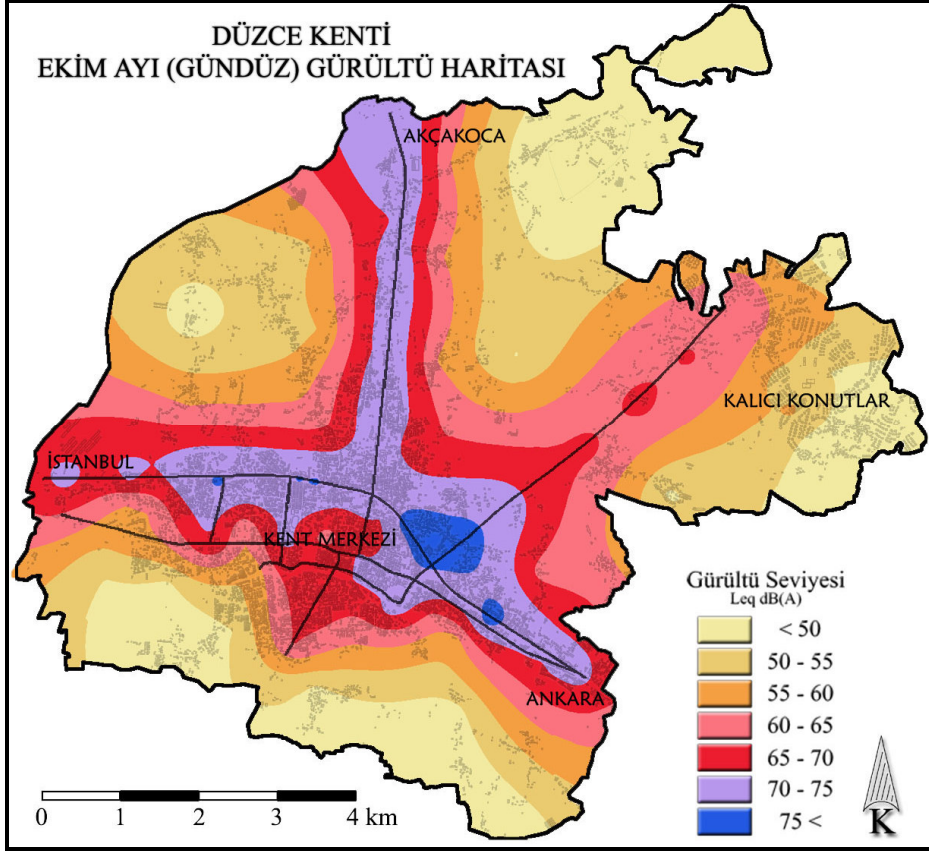 DÜZCE KENTİ
EKİM AYI (GÜNDÜZ) GÜRÜLTÜ HARİTASI
AKÇAKOCA
KALICI KONUTLAR
İSTANBUL
KENT MERKEZİ
ANKARA
Gürültü Seviyesi
Leq dB(A)
< 50
50 - 55
55 - 60
60 - 65
65 - 70
70 - 75
75 <
0 1 2 3 4 km
K